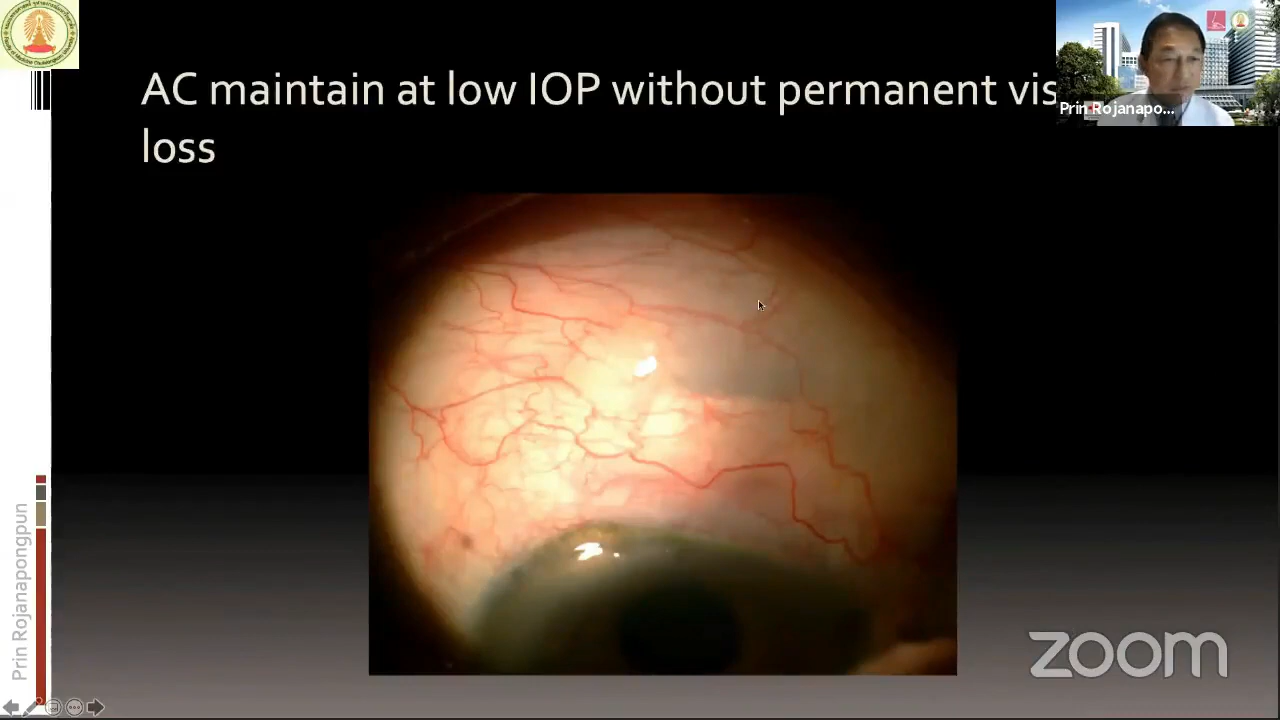 AC maintain at low IOP without permanent vis
loss
Prin Rojanapo...
Prin Rojanapongpun
zoom